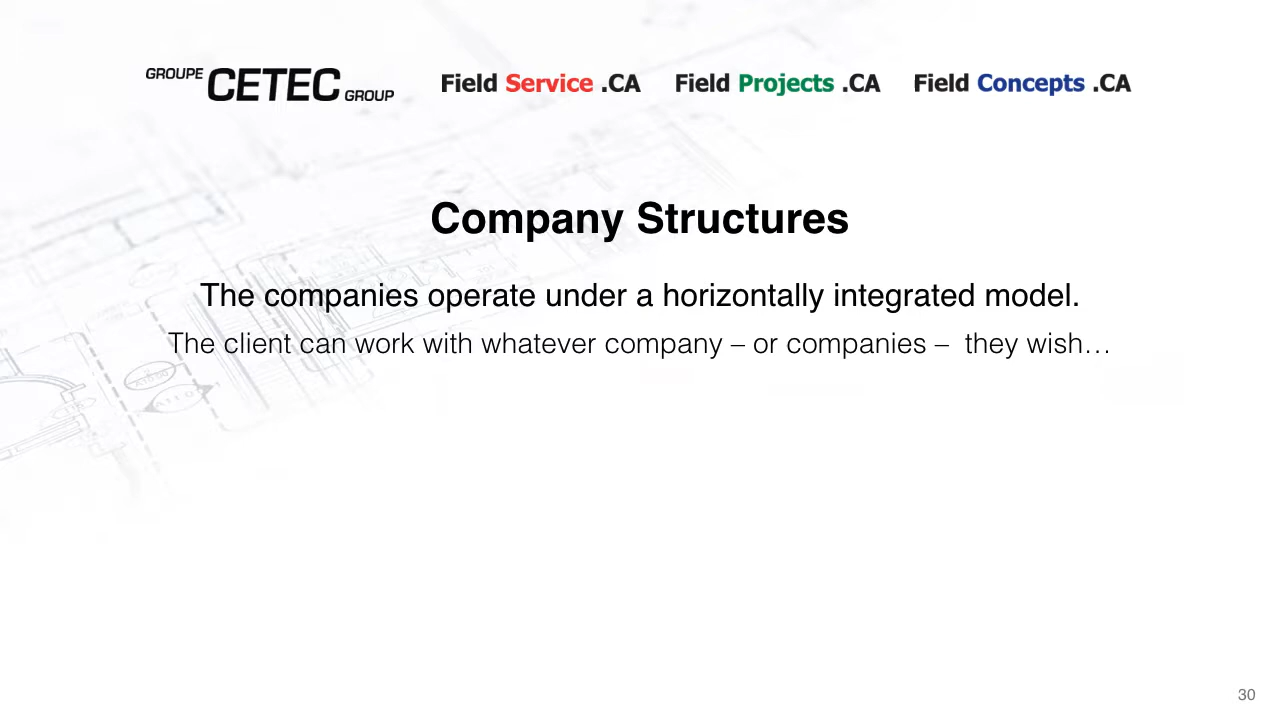 GROUPE CETEC GROUP Field Service .CA Field Projects .CA Field Concepts .CA
Company Structures
The companies operate under a horizontally integrated model.
The client can work with whatever company – or companies –  they wish…
30